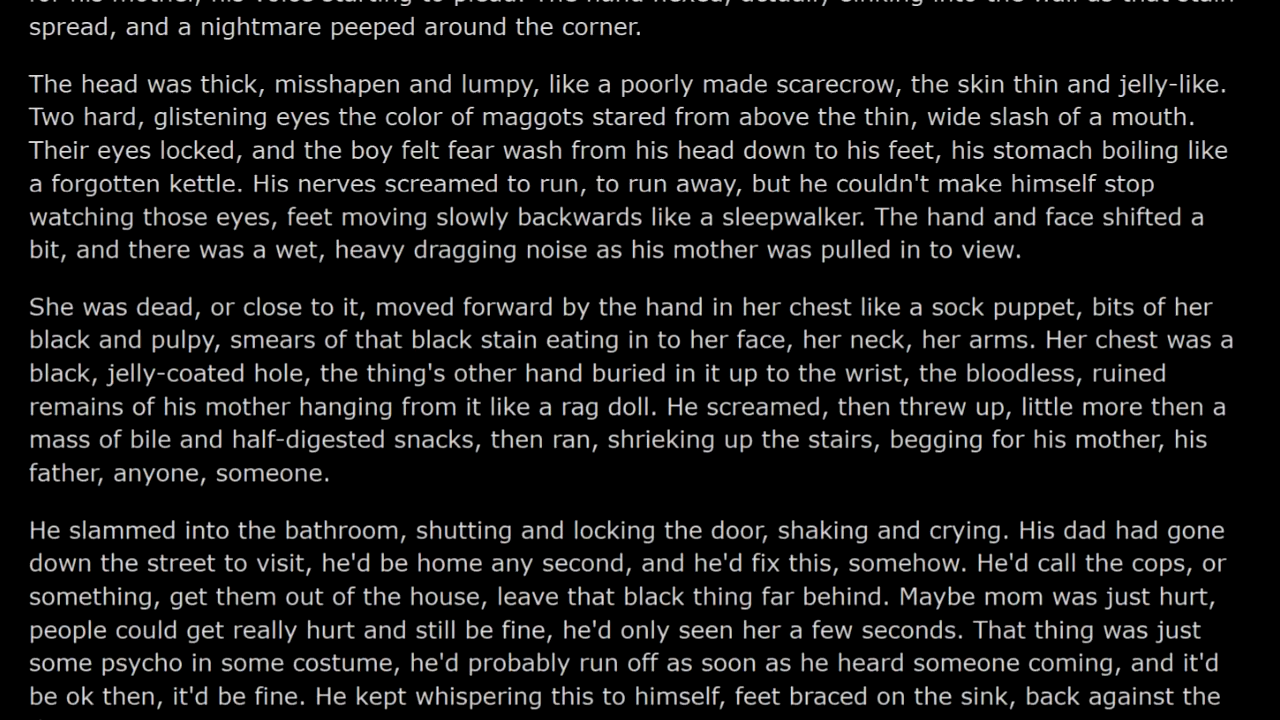 spread, and a nightmare peeped around the corner.
The head was thick, misshapen and lumpy, like a poorly made scarecrow, the skin thin and jelly-like.
Two hard, glistening eyes the color of maggots stared from above the thin, wide slash of a mouth.
Their eyes locked, and the boy felt fear wash from his head down to his feet, his stomach boiling like
a forgotten kettle. His nerves screamed to run, to run away, but he couldn't make himself stop
watching those eyes, feet moving slowly backwards like a sleepwalker. The hand and face shifted a
bit, and there was a wet, heavy dragging noise as his mother was pulled in to view.
She was dead, or close to it, moved forward by the hand in her chest like a sock puppet, bits of her
black and pulpy, smears of that black stain eating in to her face, her neck, her arms. Her chest was a
black, jelly-coated hole, the thing's other hand buried in it up to the wrist, the bloodless, ruined
remains of his mother hanging from it like a rag doll. He screamed, then threw up, little more then a
mass of bile and half-digested snacks, then ran, shrieking up the stairs, begging for his mother, his
father, anyone, someone.
He slammed into the bathroom, shutting and locking the door, shaking and crying. His dad had gone
down the street to visit, he'd be home any second, and he'd fix this, somehow. He'd call the cops, or
something, get them out of the house, leave that black thing far behind. Maybe mom was just hurt,
people could get really hurt and still be fine, he'd only seen her a few seconds. That thing was just
some psycho in some costume, he'd probably run off as soon as he heard someone coming, and it'd
be ok then, it'd be fine. He kept whispering this to himself, feet braced on the sink, back against the